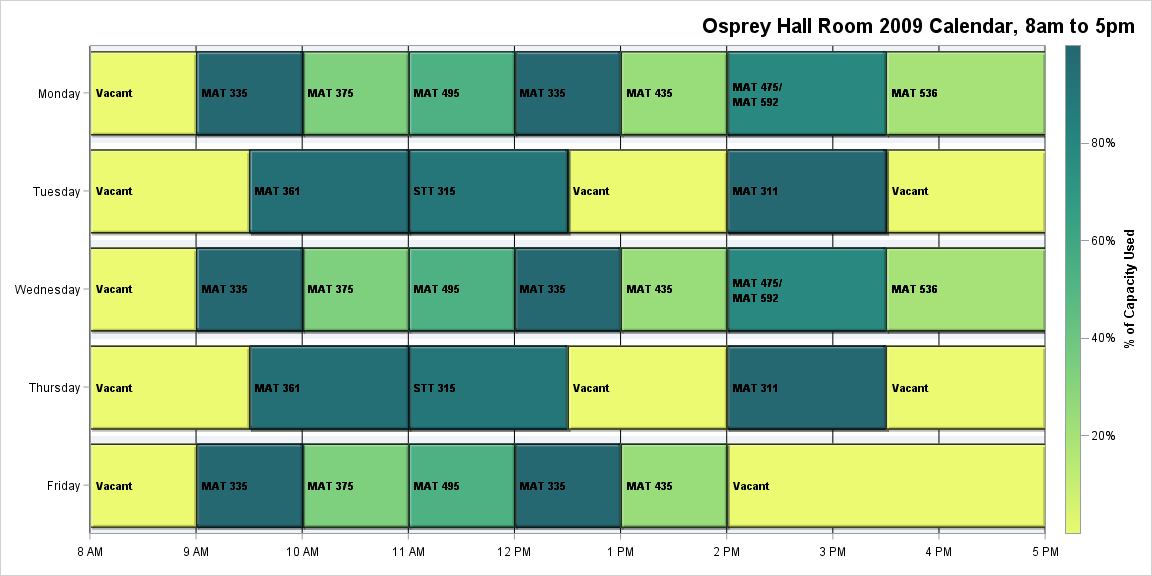 Osprey Hall Room 2009 Calendar, 8am to 5pm
Monday
Vacant
MAT 335
MAT 375
MAT 495
MAT 335
MAT 435
MAT 475/
MAT 592
MAT 536
Tuesday
Vacant
MAT 361
STT 315
Vacant
MAT 311
Vacant
Wednesday
Vacant
MAT 335
MAT 375
MAT 495
MAT 335
MAT 435
MAT 475/
MAT 592
MAT 536
Thursday
Vacant
MAT 361
STT 315
Vacant
MAT 311
Vacant
Friday
Vacant
MAT 335
MAT 375
MAT 495
MAT 335
MAT 435
Vacant
8 AM
9 AM
10 AM
11 AM
12 PM
1 PM
2 PM
3 PM
4 PM
5 PM
80%
60%
40%
20%
% of Capacity Used